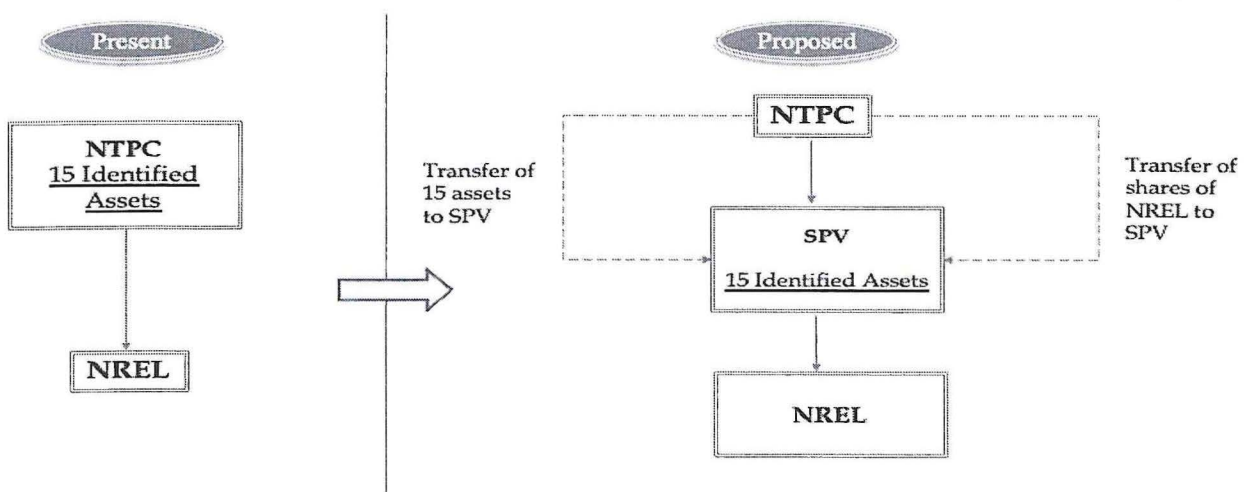 Present
NTPC
15 Identified
Assets
NREL
Proposed
NTPC
Transfer of
15 assets
to SPV
SPV
15 Identified Assets
Transfer of
shares of
NREL to
SPV
NREL